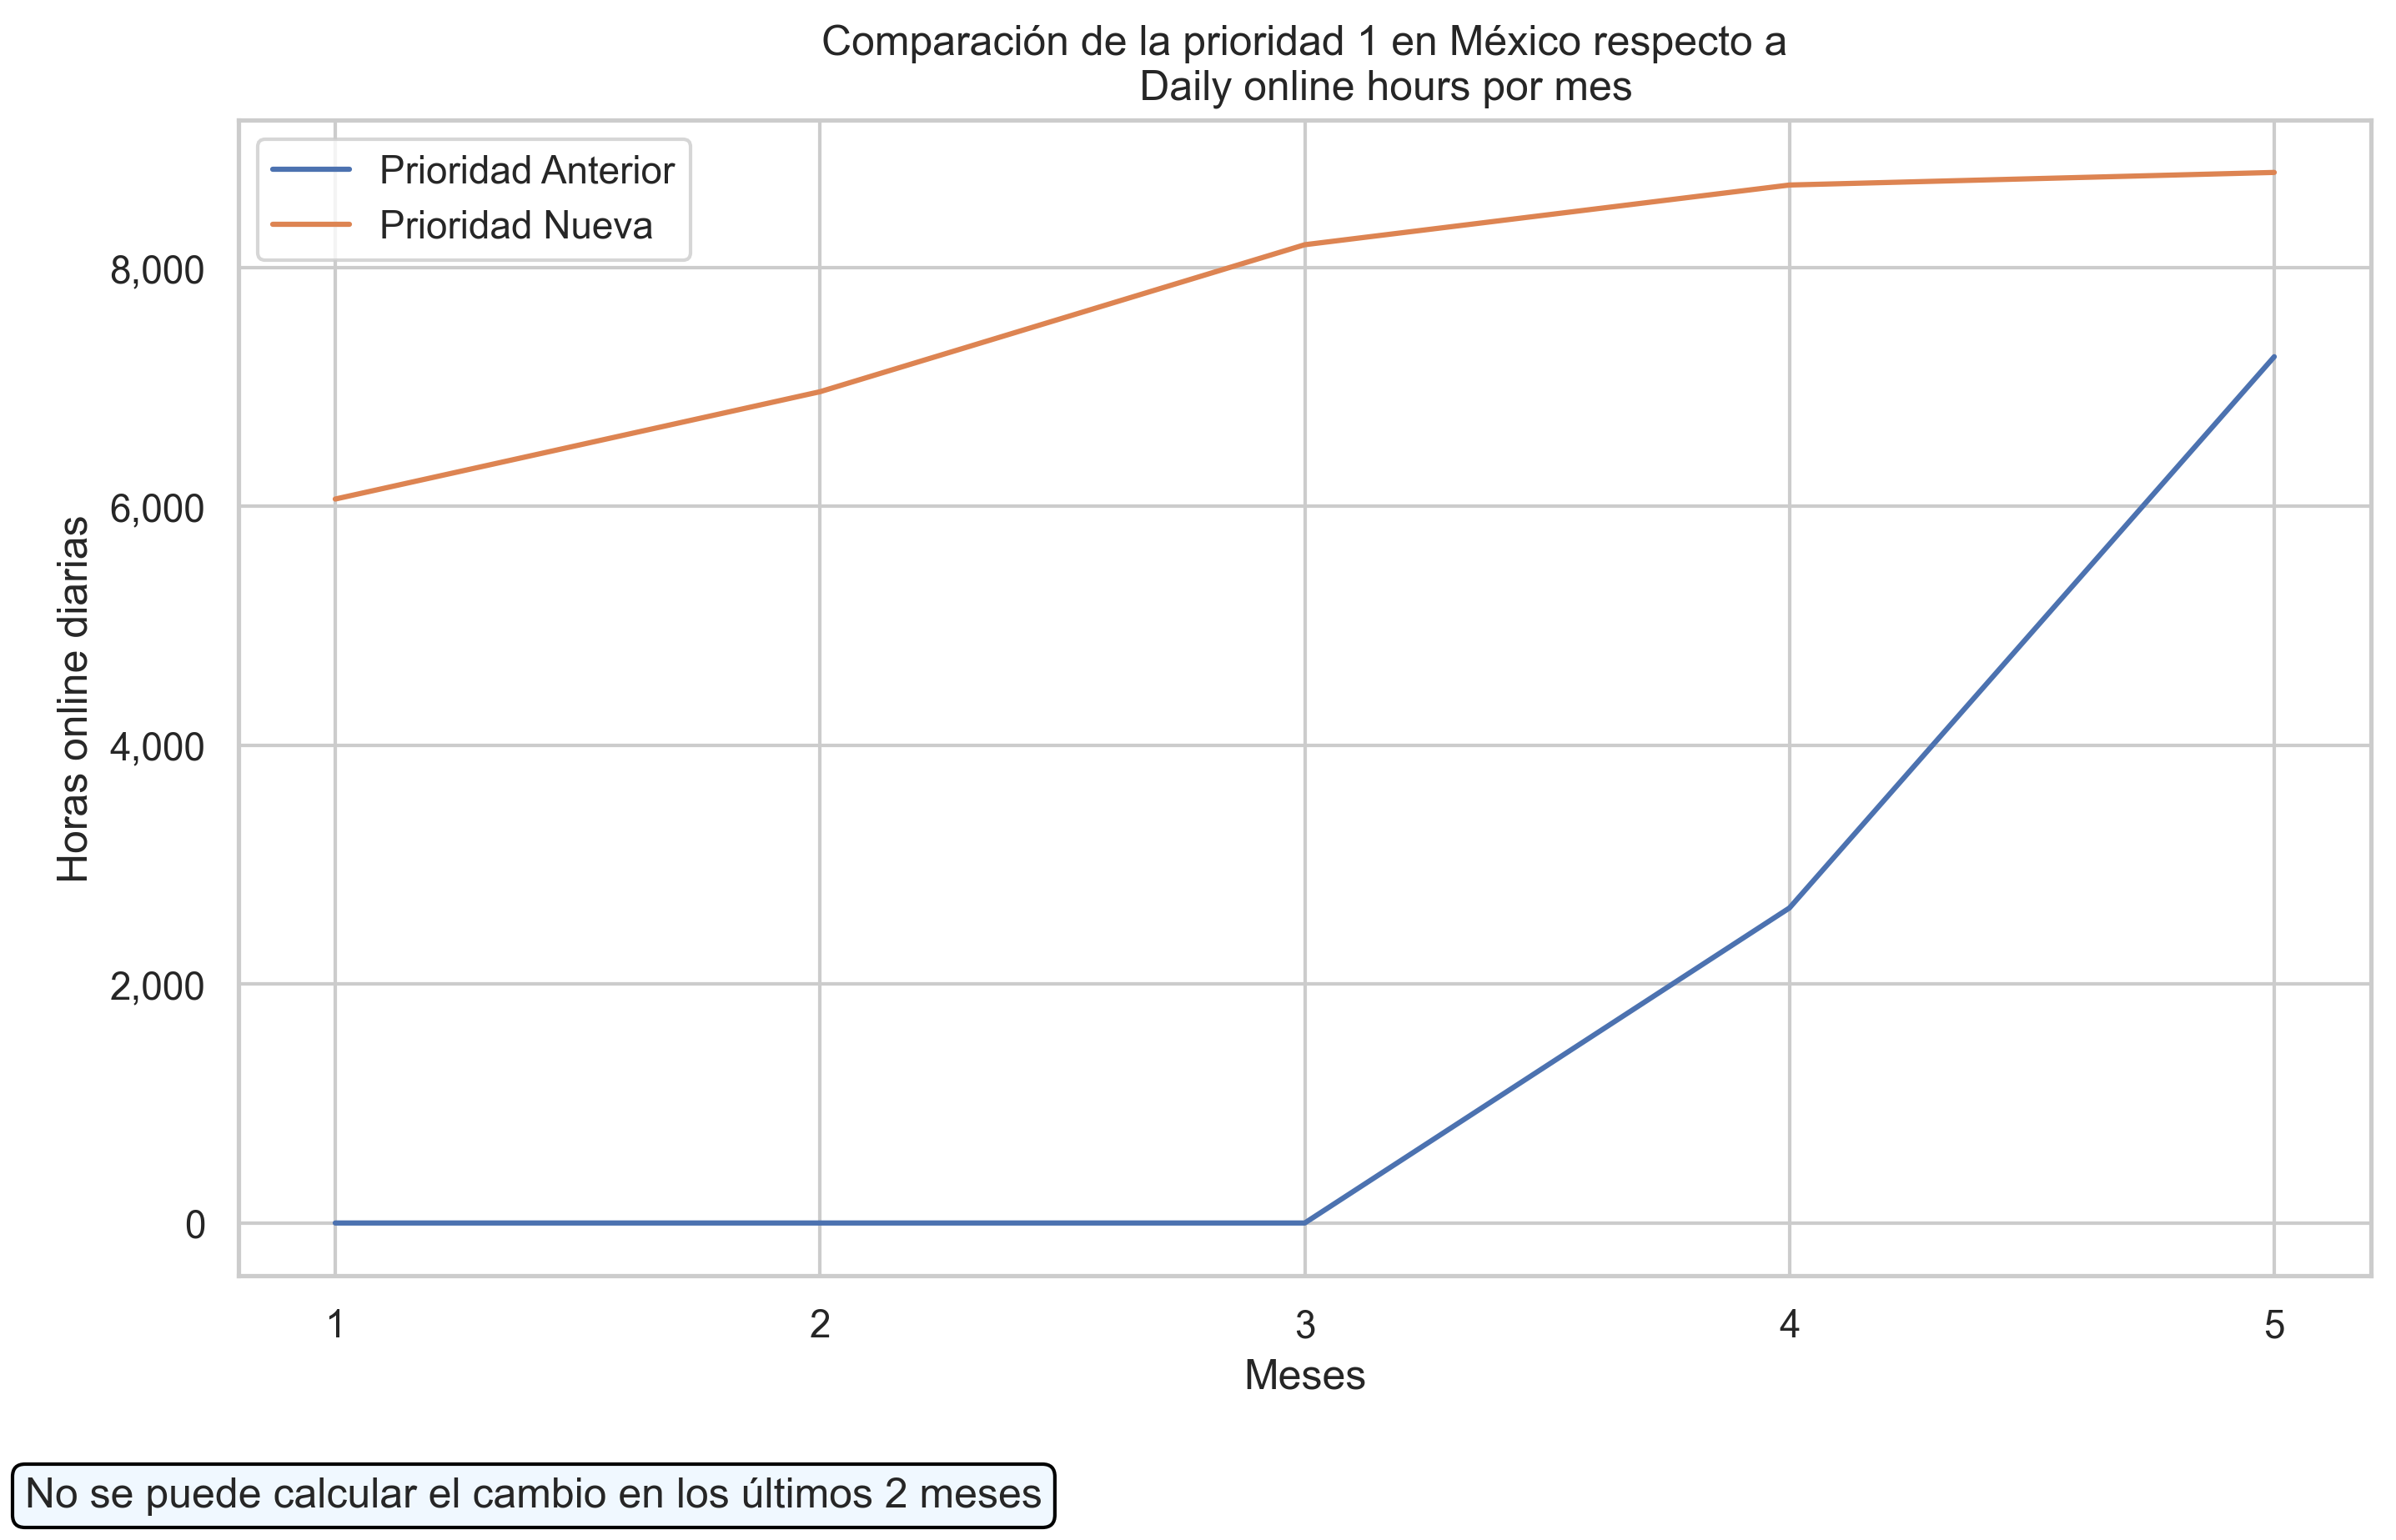 Comparación de la prioridad 1 en México respecto a
Daily online hours por mes
Prioridad Anterior
Prioridad Nueva
8,000
6,000
4,000
2,000
0
Horas online diarias
1 2 3 4 5
Meses
No se puede calcular el cambio en los últimos 2 meses